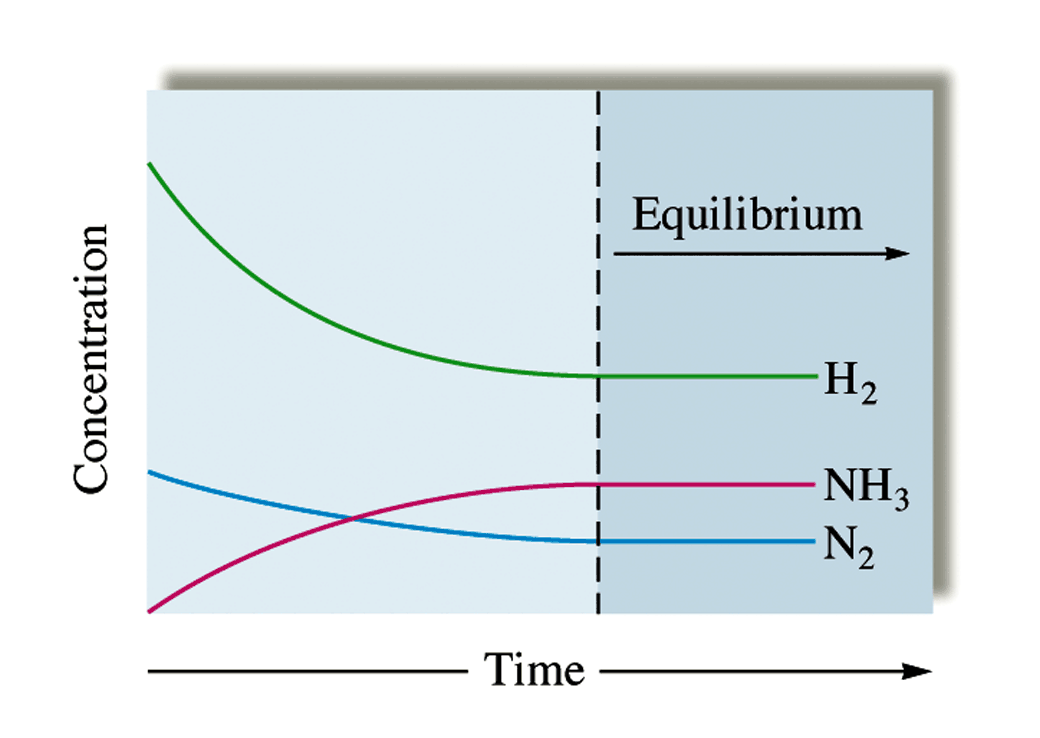 Concentration
Equilibrium
H₂
NH₃
N₂
Time